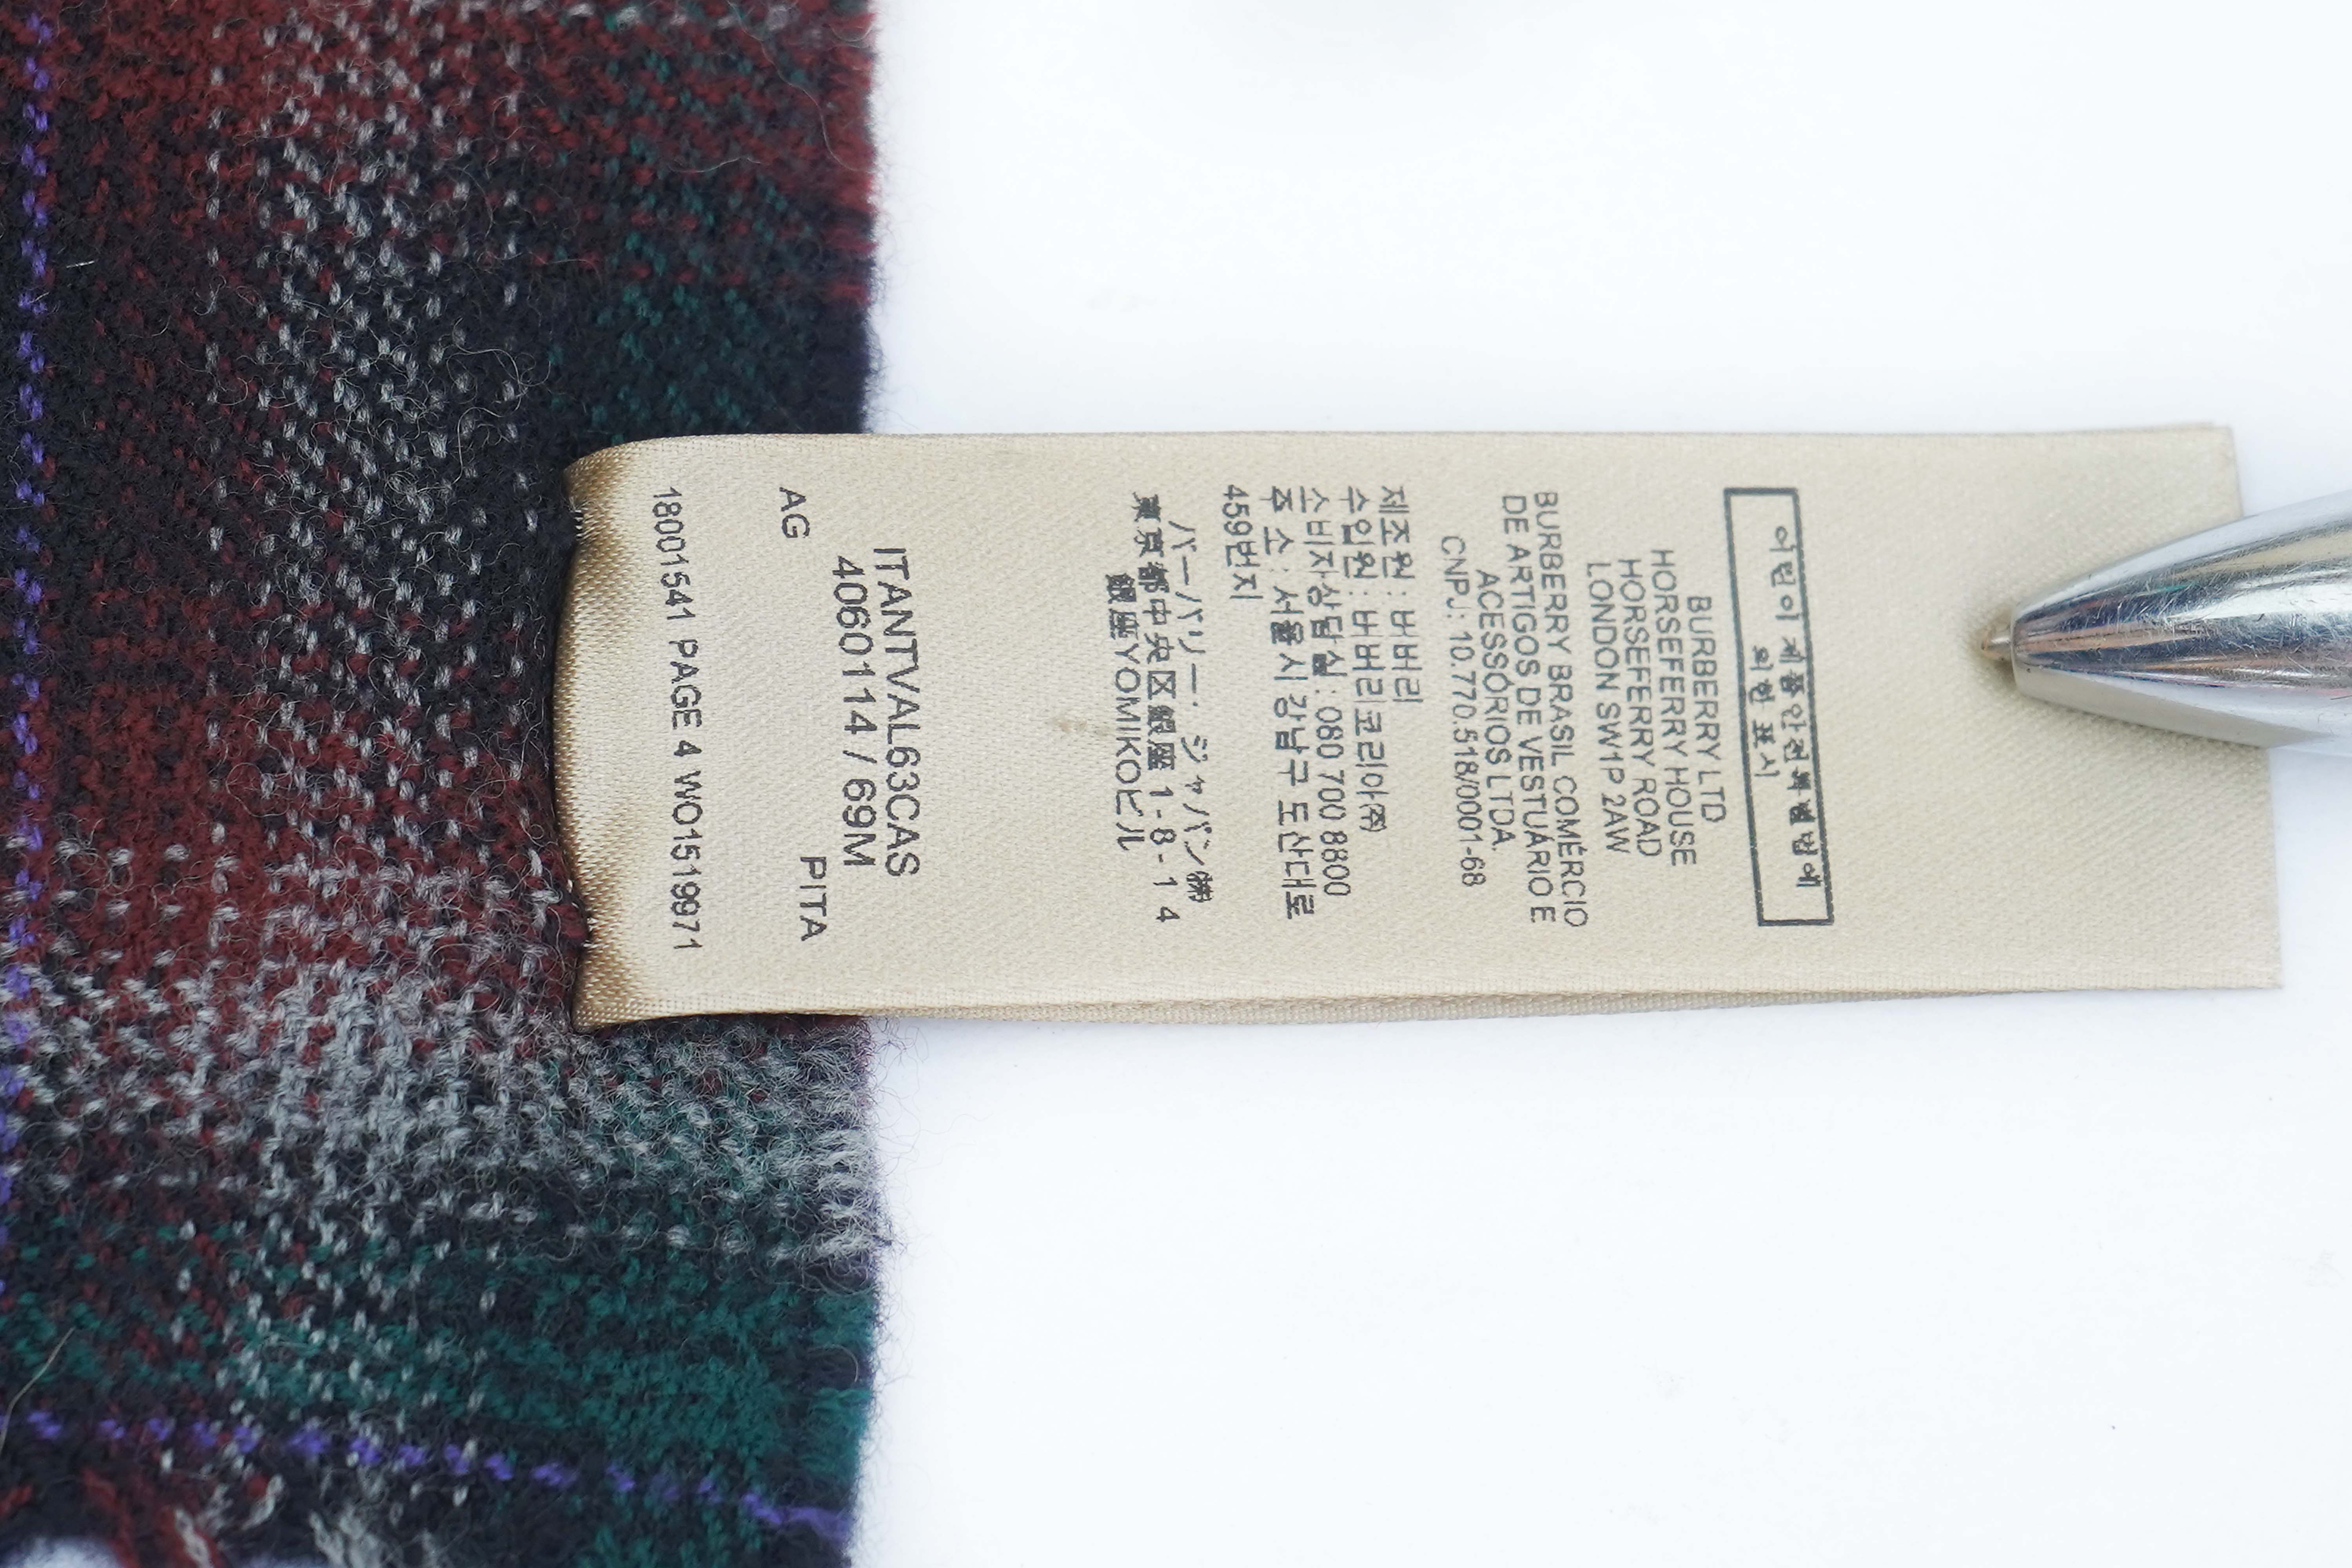 어린이제품안전특별법에
의한 표시
BURBERRY LTD
HORSEFERRY HOUSE
HORSEFERRY ROAD
LONDON SW1P 2AW
BURBERRY BRASIL COMÉRCIO
DE ARTIGOS DE VESTUÁRIO E
ACESSÓRIOS LTDA.
CNPJ: 10.770.518/0001-68
제조원 : 버버리
수입원 : 버버리코리아(주)
소비자상담실 : 080 700 8800
주 소 : 서울시 강남구 도산대로
459번지
バーバリー・ジャパン㈱
東京都中央区銀座 1 - 8 - 1 4
銀座YOMIKOビル
ITANTVAL63CAS
4060114 / 69M
AG PITA
18001541 PAGE 4 WO1519971